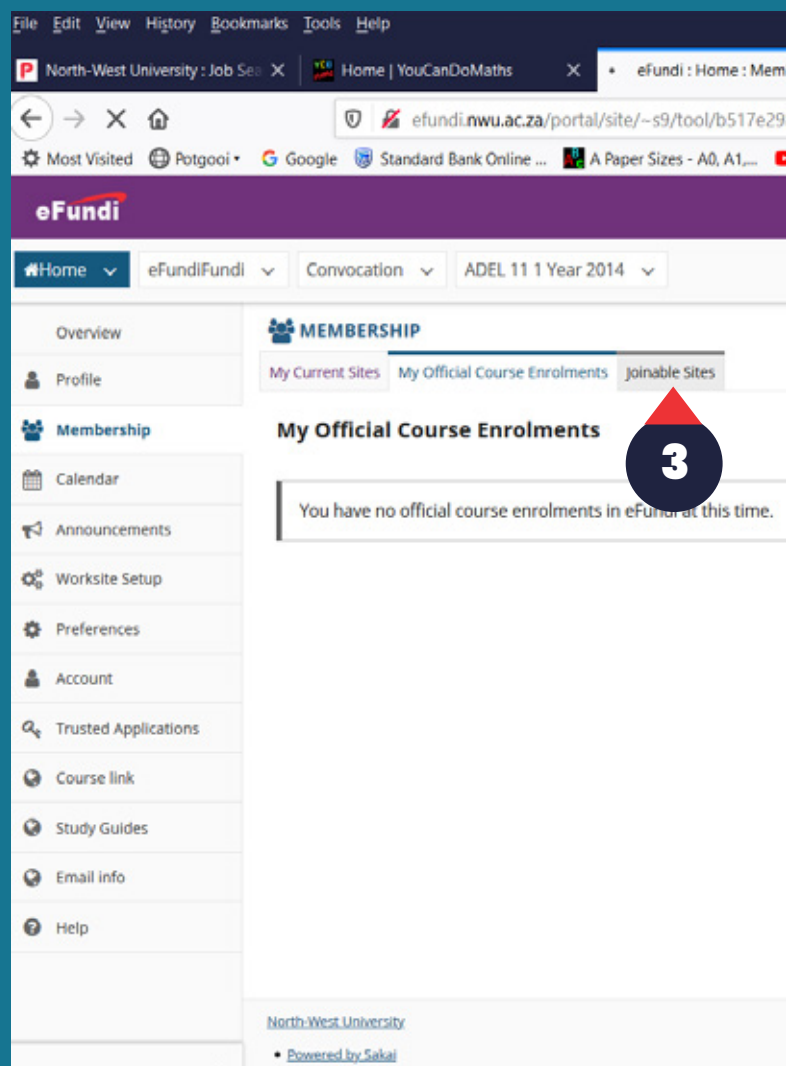 File Edit View History Bookmarks Tools Help
North-West University : Job Sea
Home | YouCanDoMaths
eFundi : Home : Mem
efundi.nwu.ac.za/portal/site/~s9/tool/b517e29
Most Visited Potgooi Google Standard Bank Online ... A Paper Sizes - A0, A1,...
eFundi
Home eFundiFundi Convocation ADEL 11 1 Year 2014
Overview
Profile
Membership
Calendar
Announcements
Worksite Setup
Preferences
Account
Trusted Applications
Course link
Study Guides
Email info
Help
MEMBERSHIP
My Current Sites My Official Course Enrolments Joinable Sites
My Official Course Enrolments
3
You have no official course enrolments in eFundi at this time.
North-West University
• Powered by Sakai